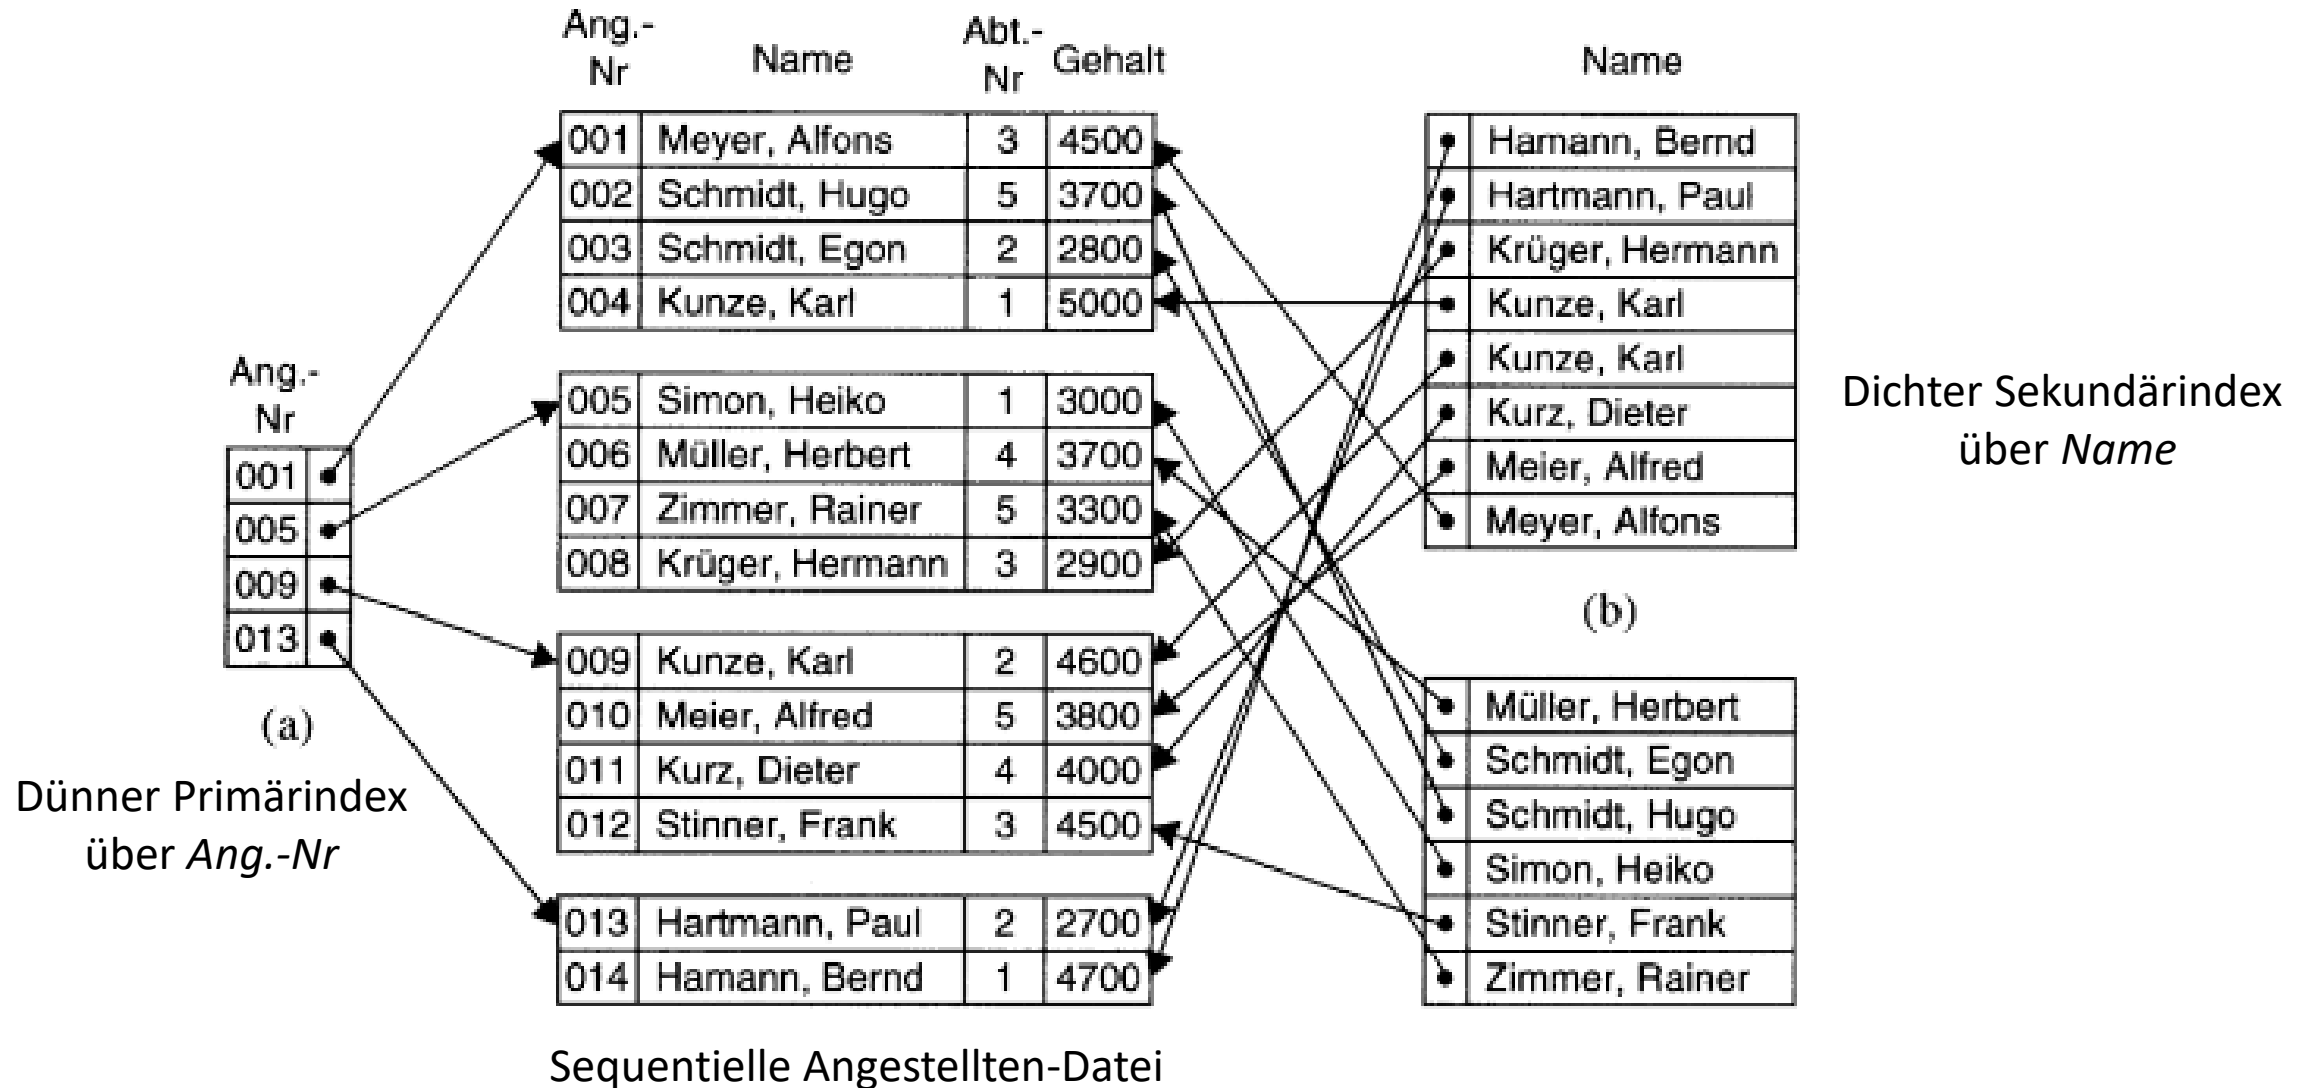 Ang.-
Nr
001
005
009
013
(a)
Dünner Primärindex
über Ang.-Nr
Ang.-
Nr Name Abt.-
Nr Gehalt
001 Meyer, Alfons 3 4500
002 Schmidt, Hugo 5 3700
003 Schmidt, Egon 2 2800
004 Kunze, Karl 1 5000
005 Simon, Heiko 1 3000
006 Müller, Herbert 4 3700
007 Zimmer, Rainer 5 3300
008 Krüger, Hermann 3 2900
009 Kunze, Karl 2 4600
010 Meier, Alfred 5 3800
011 Kurz, Dieter 4 4000
012 Stinner, Frank 3 4500
013 Hartmann, Paul 2 2700
014 Hamann, Bernd 1 4700
Sequentielle Angestellten-Datei
Name
Hamann, Bernd
Hartmann, Paul
Krüger, Hermann
Kunze, Karl
Kunze, Karl
Kurz, Dieter
Meier, Alfred
Meyer, Alfons
(b)
Müller, Herbert
Schmidt, Egon
Schmidt, Hugo
Simon, Heiko
Stinner, Frank
Zimmer, Rainer
Dichter Sekundärindex
über Name